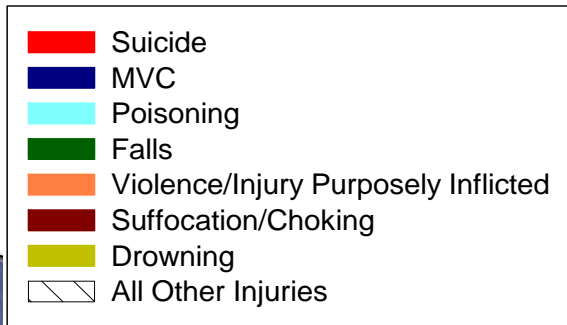 Suicide
MVC
Poisoning
Falls
Violence/Injury Purposely Inflicted
Suffocation/Choking
Drowning
All Other Injuries